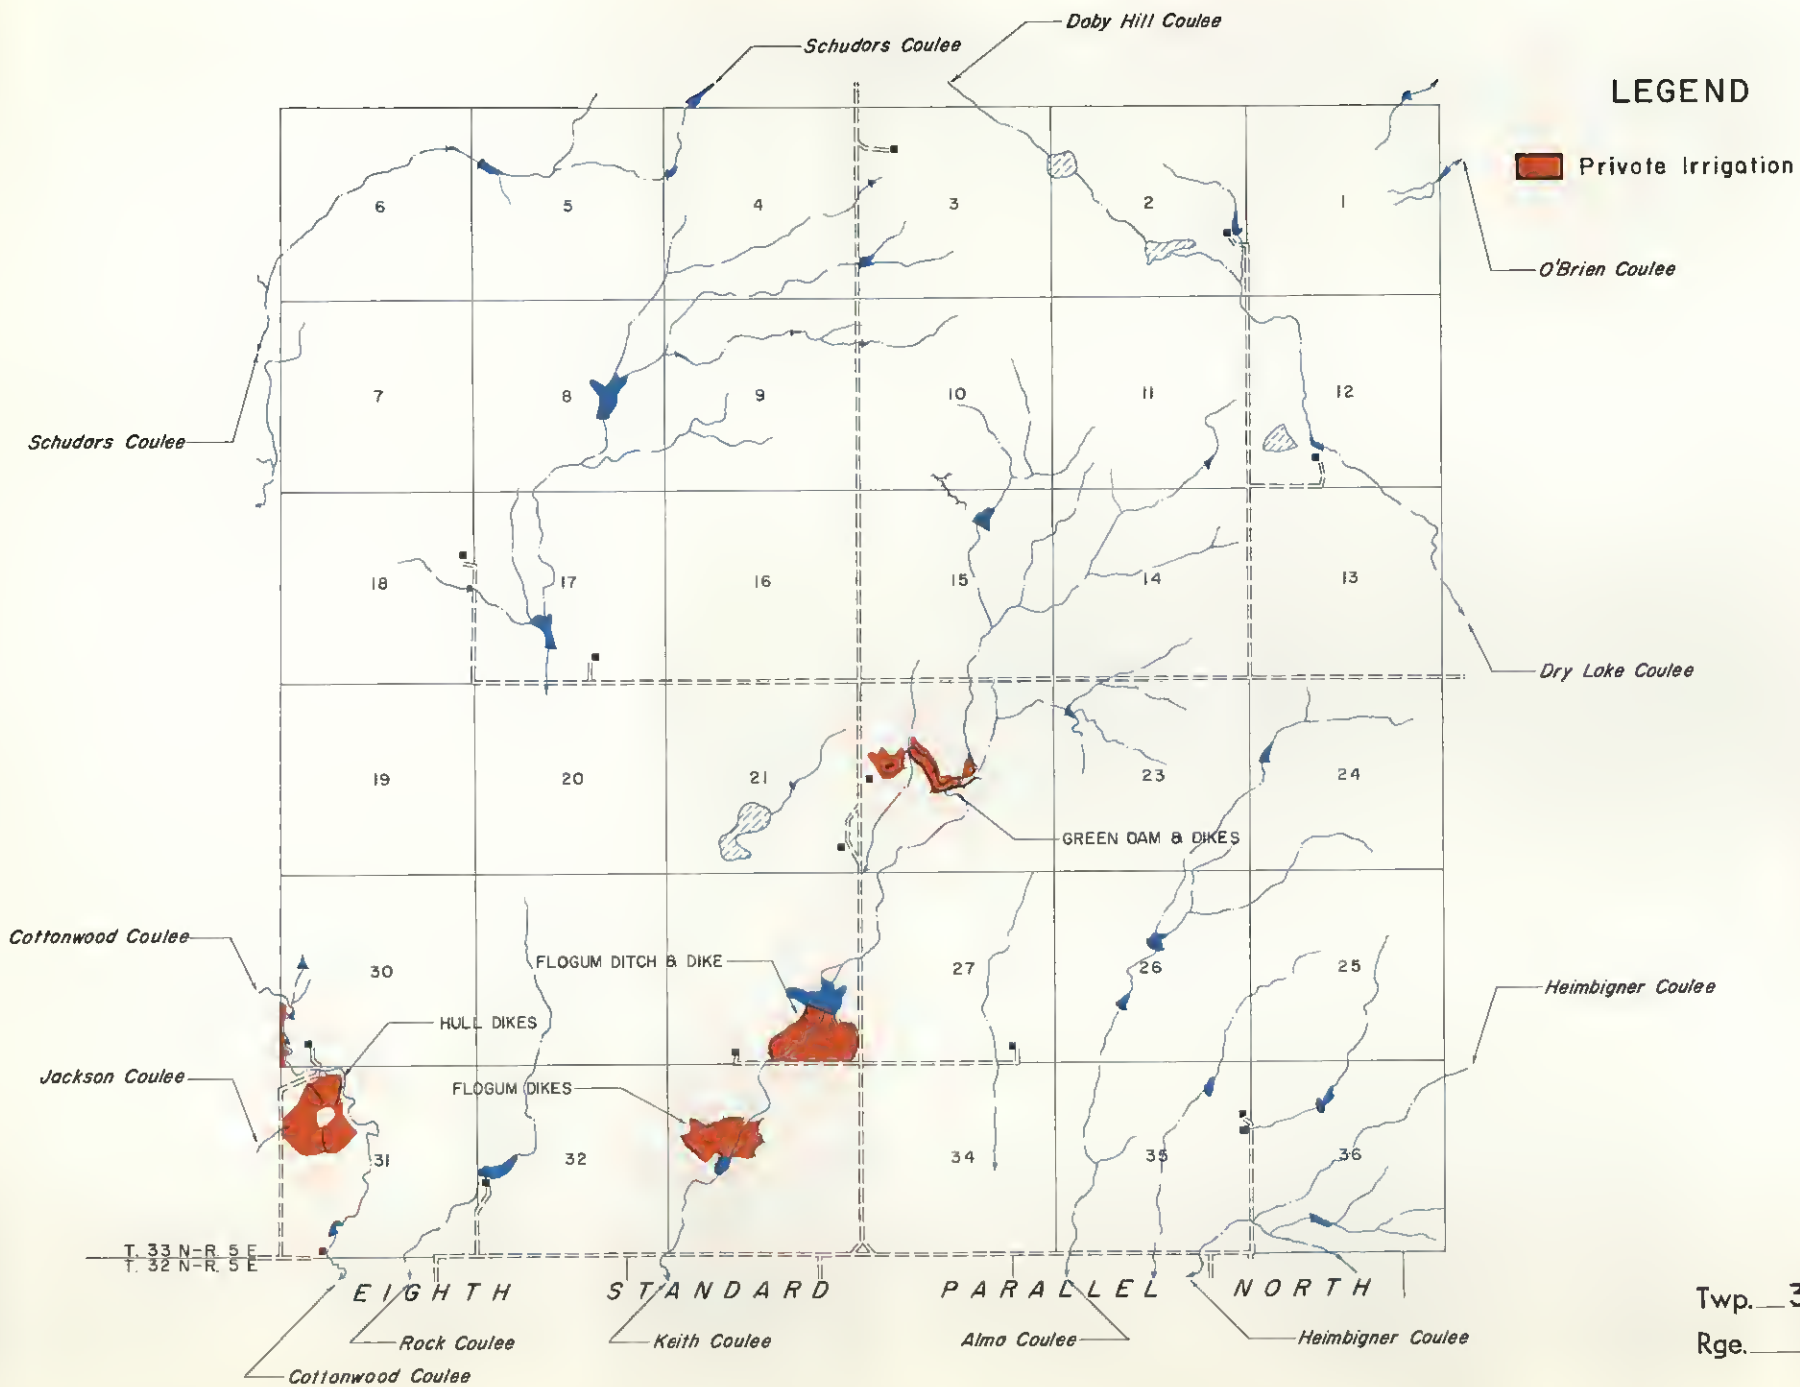 Doby Hill Coulee
Schudors Coulee
LEGEND
Private Irrigation
6 5 4 3 2 1
O'Brien Coulee
7 8 9 10 11 12
Schudors Coulee
18 17 16 15 14 13
Dry Lake Coulee
19 20 21 23 24
GREEN DAM & DIKES
Cottonwood Coulee
30 27 26 25
FLOGUM DITCH & DIKE
Heimbigner Coulee
HULL DIKES
Jackson Coulee
FLOGUM DIKES
31 32 34 35 36
T. 33 N-R. 5 E
T. 32 N-R. 5 E
EIGHTH STANDARD PARALLEL NORTH
Twp. 3
Rge.
Rock Coulee
Keith Coulee
Almo Coulee
Heimbigner Coulee
Cottonwood Coulee